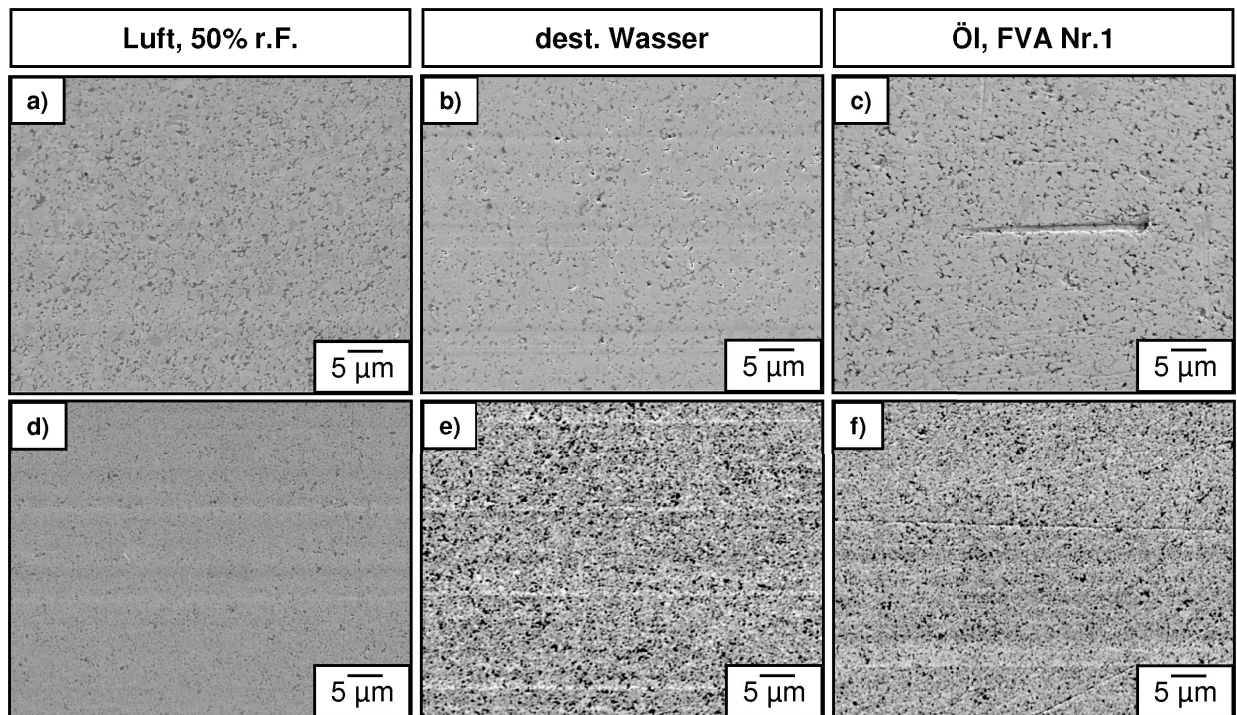 Luft, 50% r.F.
dest. Wasser
Öl, FVA Nr.1
a)
b)
c)
5 µm
5 µm
5 µm
d)
e)
f)
5 µm
5 µm
5 µm